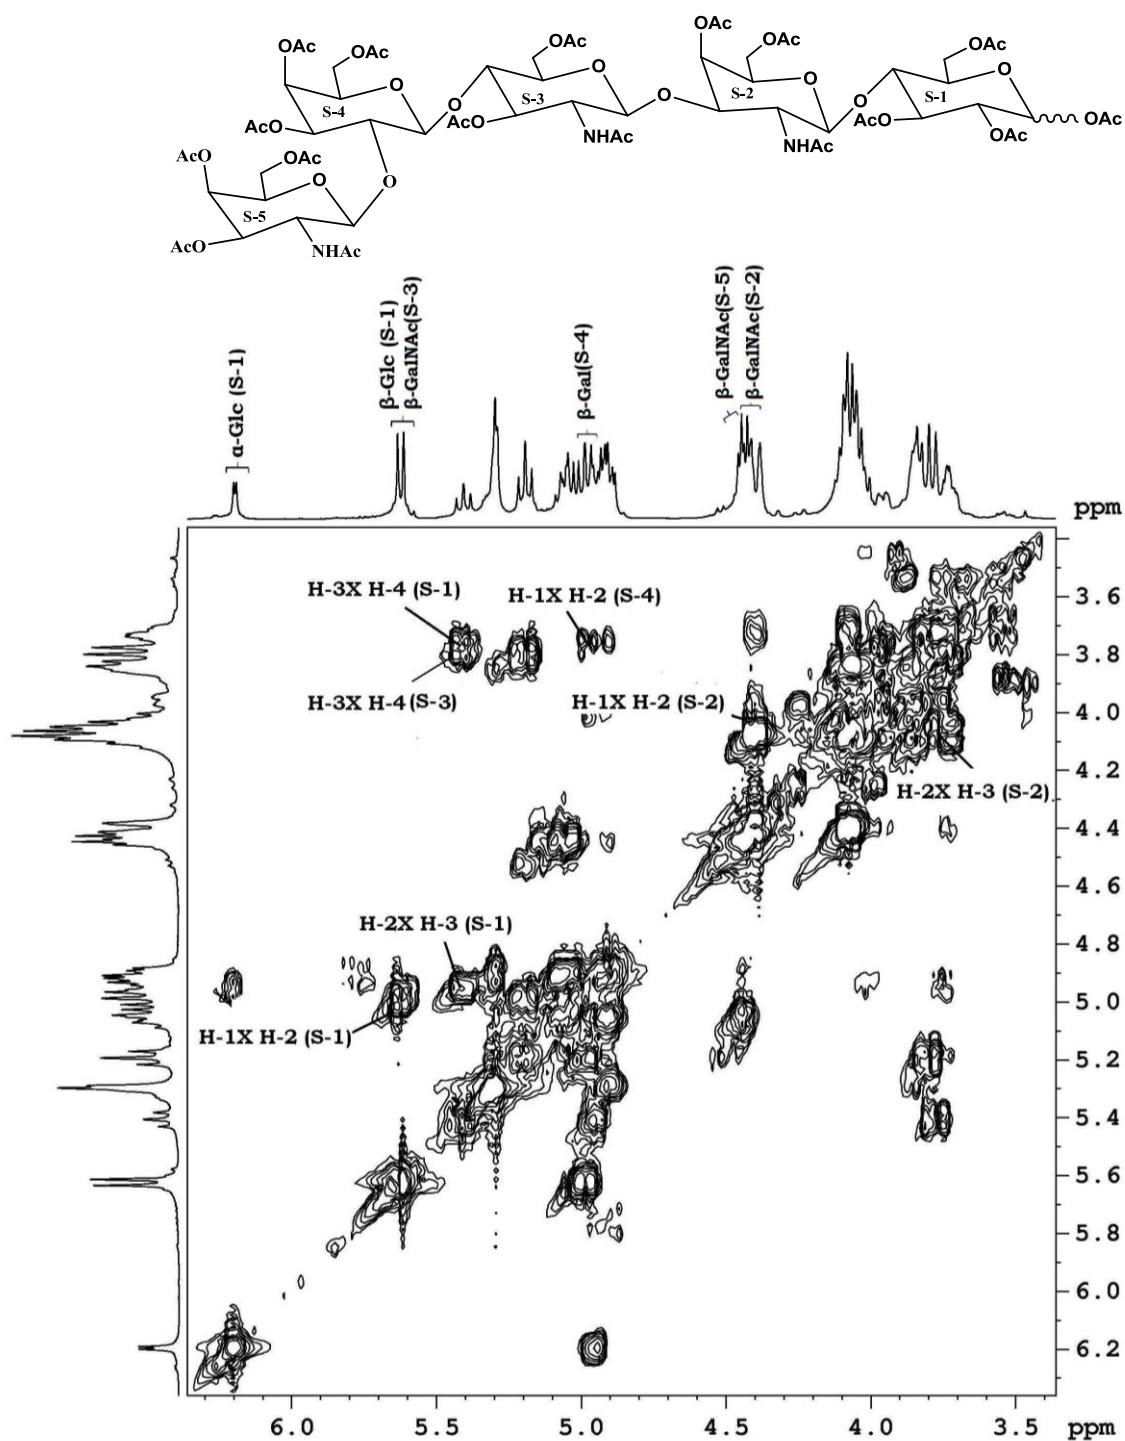 OAc
OAc
OAc
OAc
OAc
OAc
O
S-4
AcO
O
S-3
AcO
O
NHAc
O
S-2
O
NHAc
O
S-1
AcO
O
OAc
OAc
O
AcO
OAc
O
S-5
AcO
NHAc
O
α-Glc (S-1)
β-Glc (S-1)
β-GalNAc(S-3)
β-Gal(S-4)
β-GalNAc(S-5)
β-GalNAc(S-2)
ppm
H-3X H-4 (S-1)
H-1X H-2 (S-4)
H-3X H-4 (S-3)
H-1X H-2 (S-2)
H-2X H-3 (S-2)
H-2X H-3 (S-1)
H-1X H-2 (S-1)
3.6
3.8
4.0
4.2
4.4
4.6
4.8
5.0
5.2
5.4
5.6
5.8
6.0
6.2
6.0 5.5 5.0 4.5 4.0 3.5 ppm